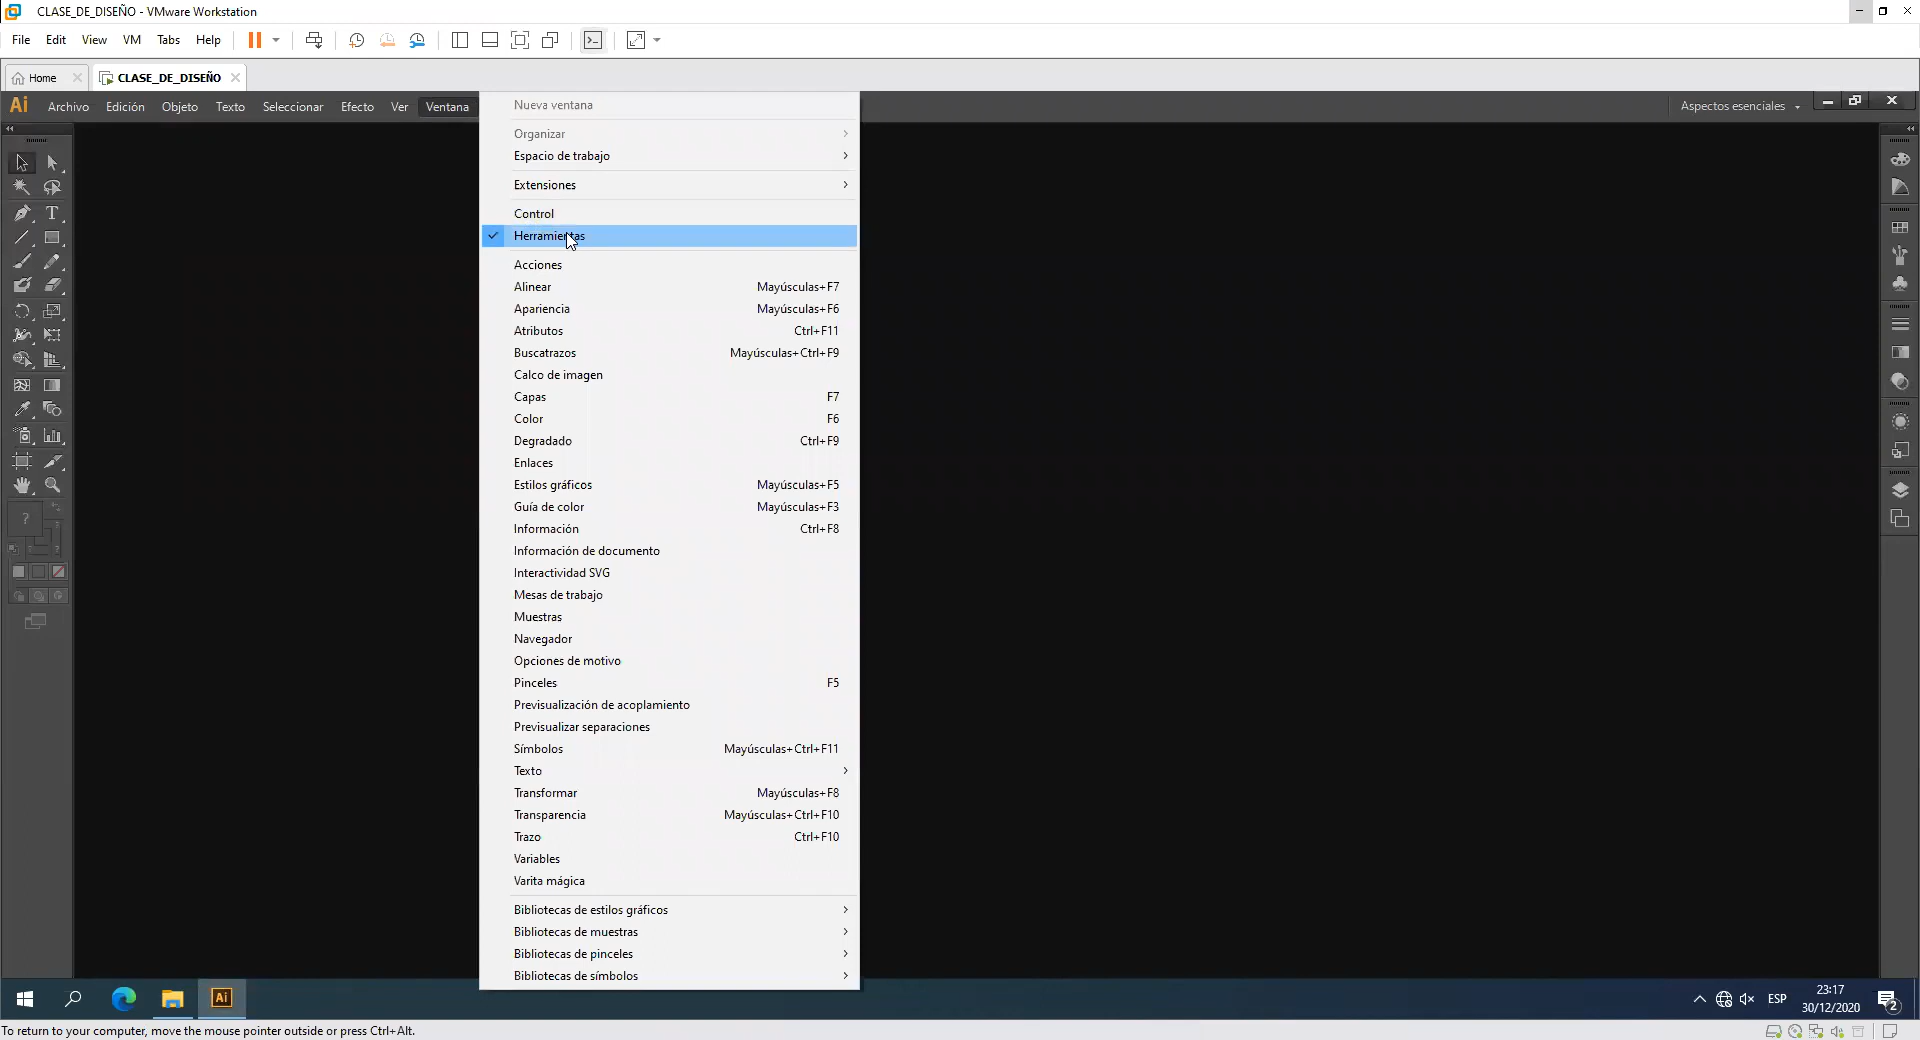 CLASE_DE_DISEÑO - VMware Workstation
File Edit View VM Tabs Help
Home CLASE_DE_DISEÑO
Ai Archivo Edición Objeto Texto Seleccionar Efecto Ver Ventana Aspectos esenciales
Nueva ventana
Organizar
Espacio de trabajo
Extensiones
Control
Herramientas
Acciones
Alinear Mayúsculas+F7
Apariencia Mayúsculas+F6
Atributos Ctrl+F11
Buscatrazos Mayúsculas+Ctrl+F9
Calco de imagen
Capas F7
Color F6
Degradado Ctrl+F9
Enlaces
Estilos gráficos Mayúsculas+F5
Guía de color Mayúsculas+F3
Información Ctrl+F8
Información de documento
Interactividad SVG
Mesas de trabajo
Muestras
Navegador
Opciones de motivo
Pinceles F5
Previsualización de acoplamiento
Previsualizar separaciones
Símbolos Mayúsculas+Ctrl+F11
Texto
Transformar Mayúsculas+F8
Transparencia Mayúsculas+Ctrl+F10
Trazo Ctrl+F10
Variables
Varita mágica
Bibliotecas de estilos gráficos
Bibliotecas de muestras
Bibliotecas de pinceles
Bibliotecas de símbolos
Ai ESP 23:17
30/12/2020 2
To return to your computer, move the mouse pointer outside or press Ctrl+Alt.